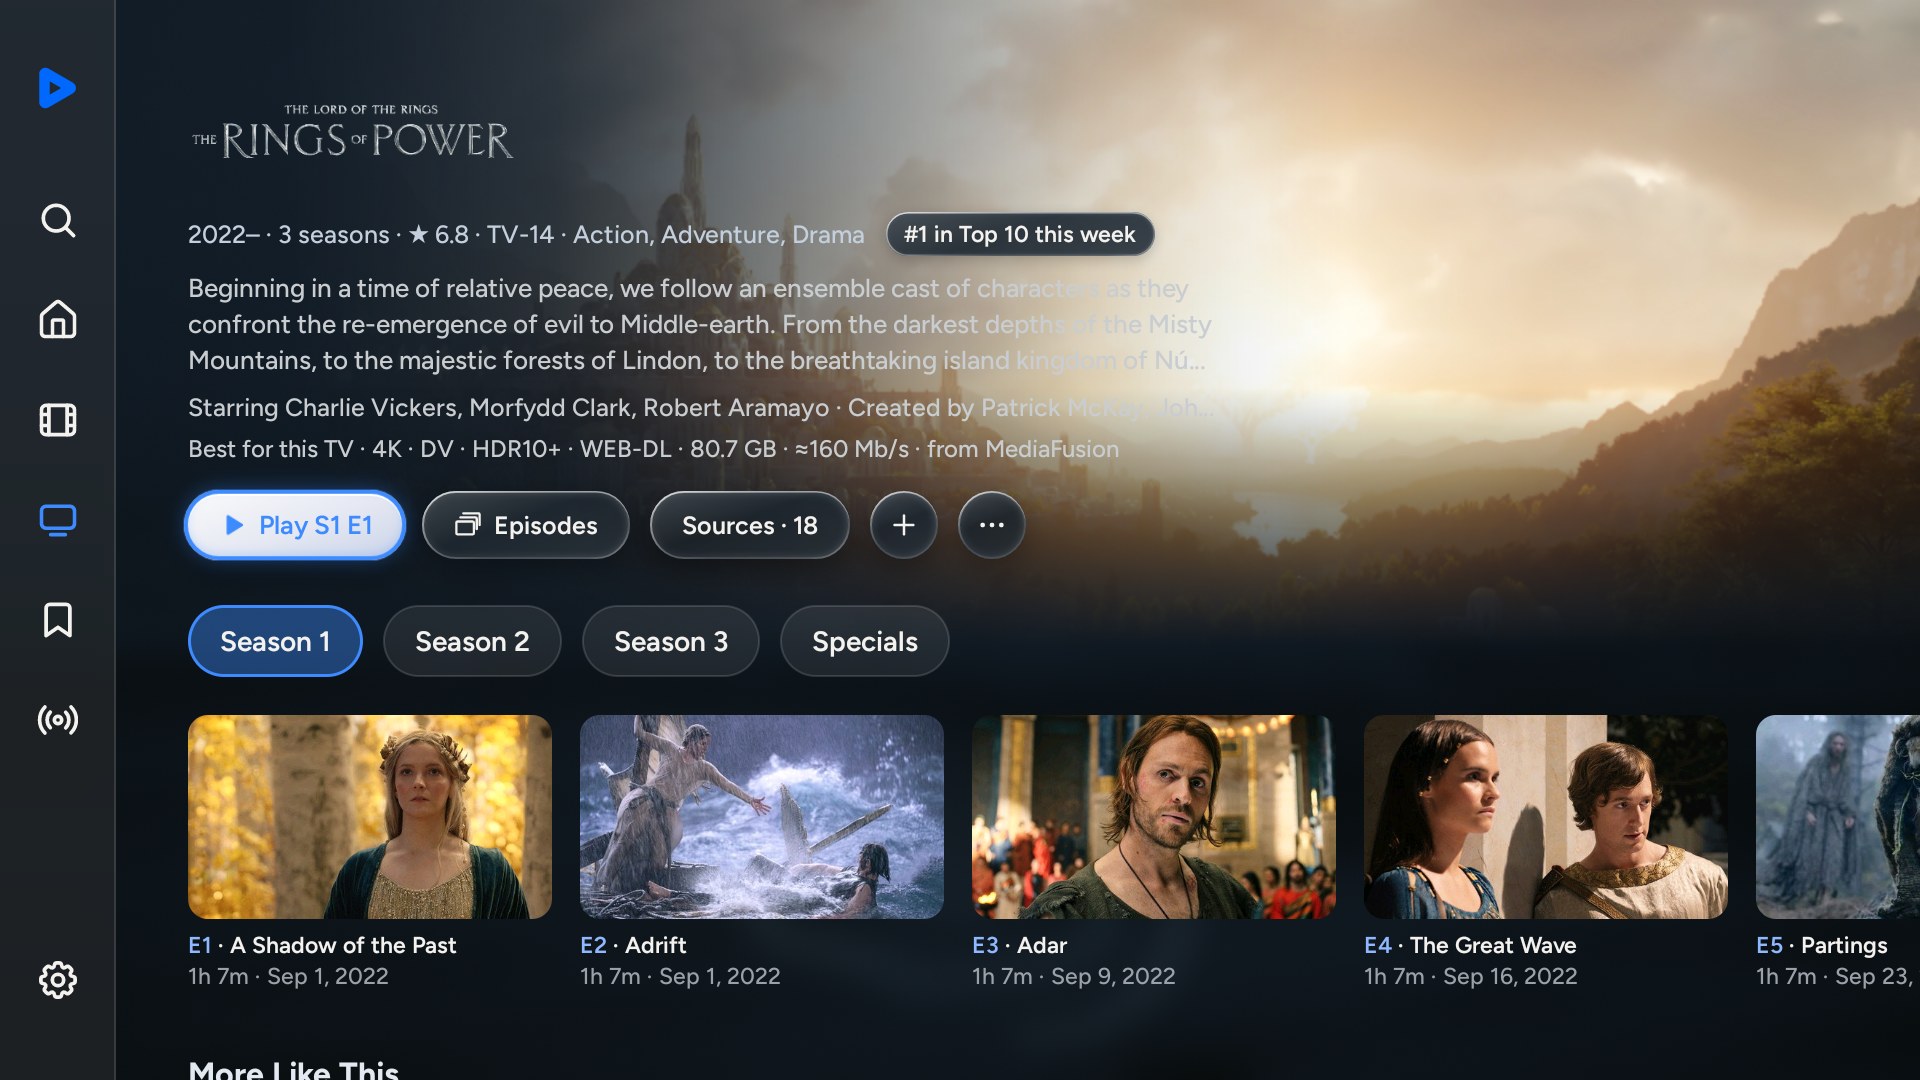 THE LORD OF THE RINGS
THE RINGS OF POWER
2022– · 3 seasons · ★ 6.8 · TV-14 · Action, Adventure, Drama
#1 in Top 10 this week
Beginning in a time of relative peace, we follow an ensemble cast of characters as they
confront the re-emergence of evil to Middle-earth. From the darkest depths of the Misty
Mountains, to the majestic forests of Lindon, to the breathtaking island kingdom of Nú...
Starring Charlie Vickers, Morfydd Clark, Robert Aramayo · Created by Patrick McKay, Joh...
Best for this TV · 4K · DV · HDR10+ · WEB-DL · 80.7 GB · ≈160 Mb/s · from MediaFusion
Play S1 E1
Episodes
Sources · 18
Season 1
Season 2
Season 3
Specials
E1 · A Shadow of the Past
1h 7m · Sep 1, 2022
E2 · Adrift
1h 7m · Sep 1, 2022
E3 · Adar
1h 7m · Sep 9, 2022
E4 · The Great Wave
1h 7m · Sep 16, 2022
E5 · Partings
1h 7m · Sep 23,
More Like This